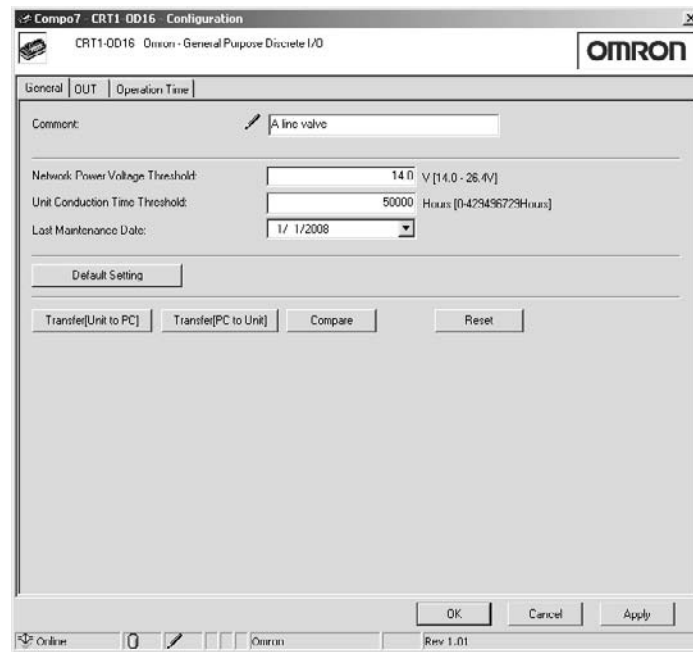 Compo7 - CRT1-OD16 - Configuration
CRT1-OD16 Omron - General Purpose Discrete I/O
OMRON
General OUT Operation Time
Comment: A line valve
Network Power Voltage Threshold: 14.0 V [14.0 - 26.4V]
Unit Conduction Time Threshold: 50000 Hours [0-429496729Hours]
Last Maintenance Date: 1/ 1/2008
Default Setting
Transfer[Unit to PC] Transfer[PC to Unit] Compare Reset
OK Cancel Apply
Online Omron Rev 1.01